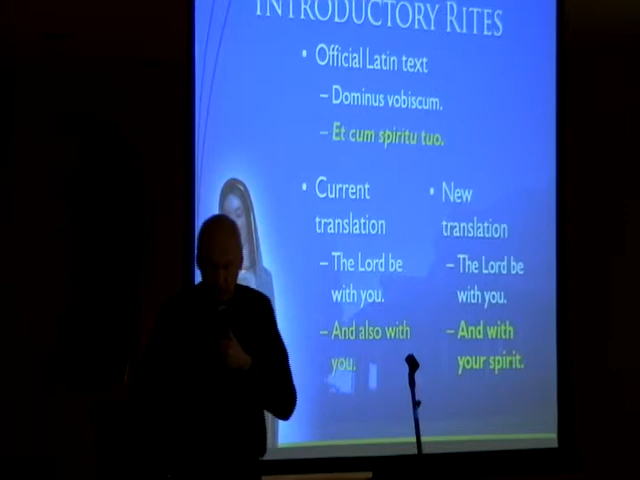 INTRODUCTORY RITES
• Official Latin text
– Dominus vobiscum.
– Et cum spiritu tuo.
• Current
translation
– The Lord be
with you.
– And also with
you.
• New
translation
– The Lord be
with you.
– And with
your spirit.